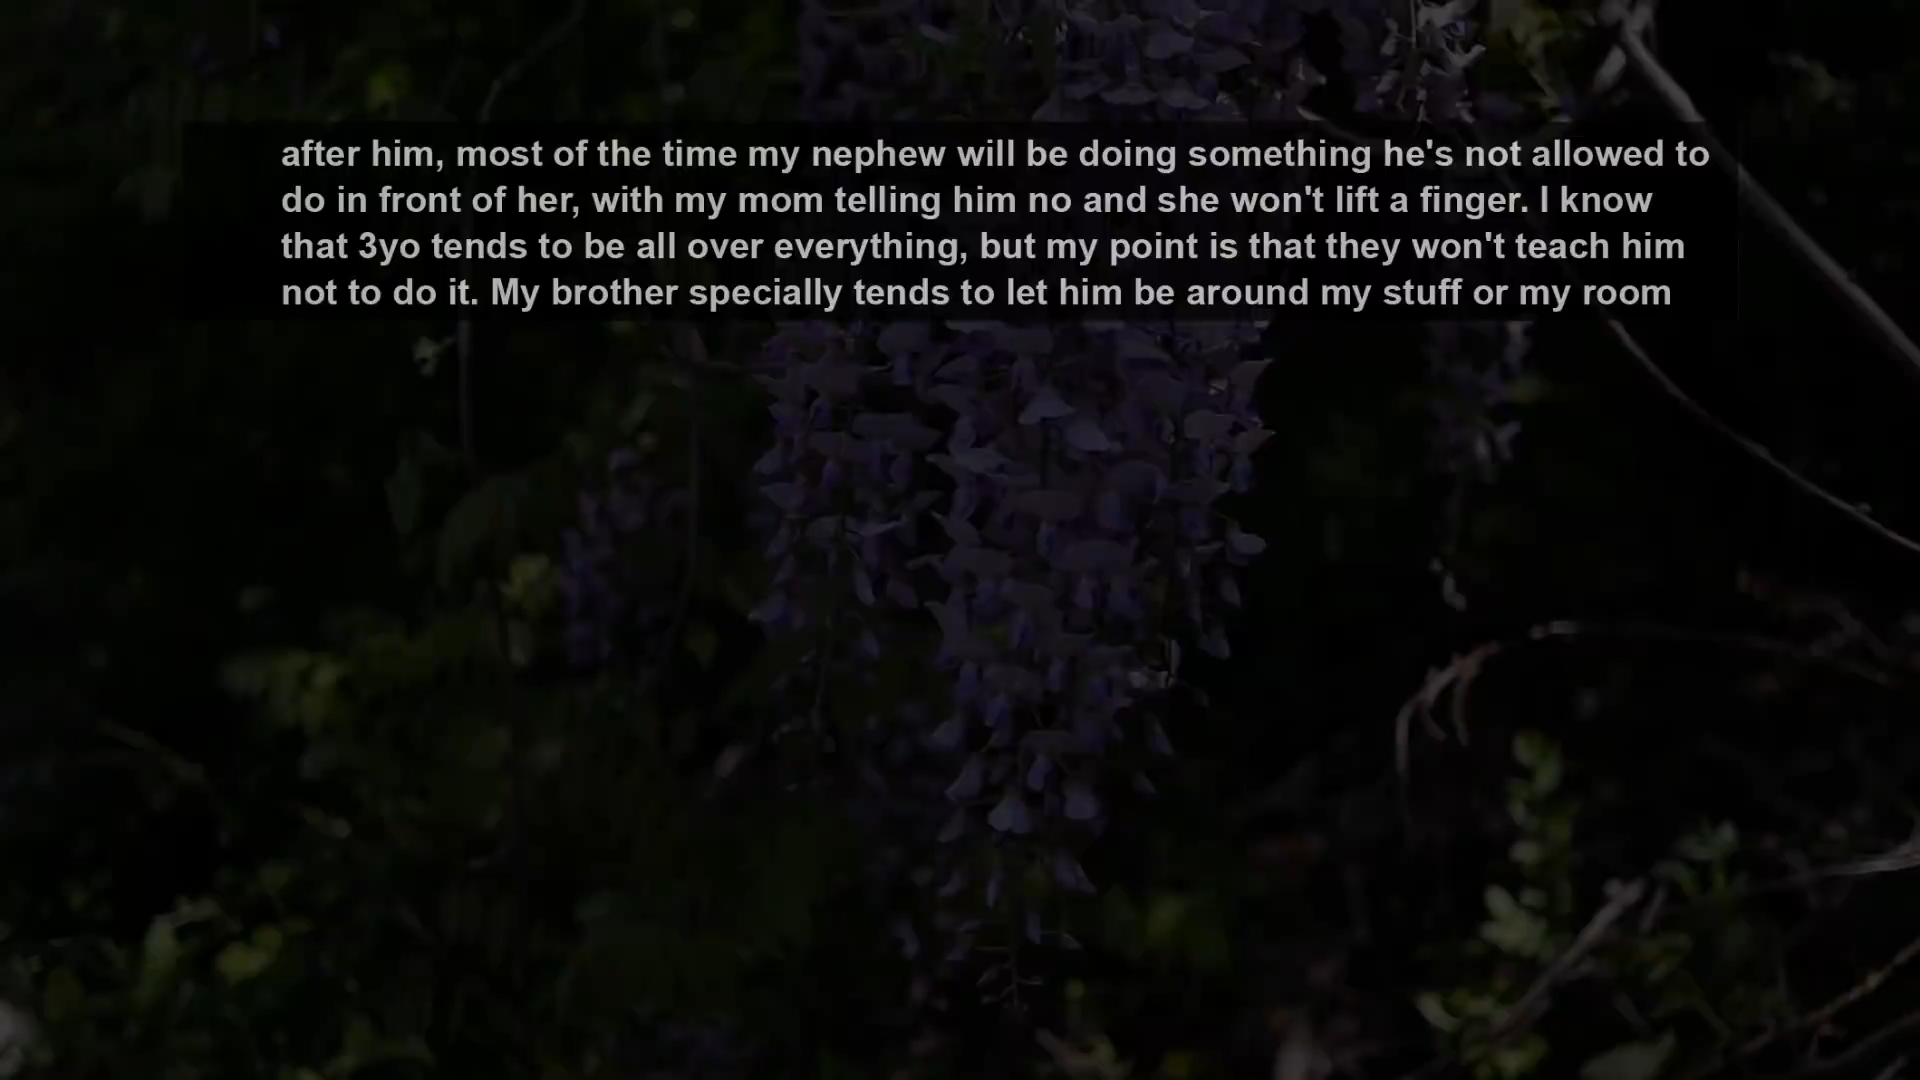 after him, most of the time my nephew will be doing something he's not allowed to
do in front of her, with my mom telling him no and she won't lift a finger. I know
that 3yo tends to be all over everything, but my point is that they won't teach him
not to do it. My brother specially tends to let him be around my stuff or my room